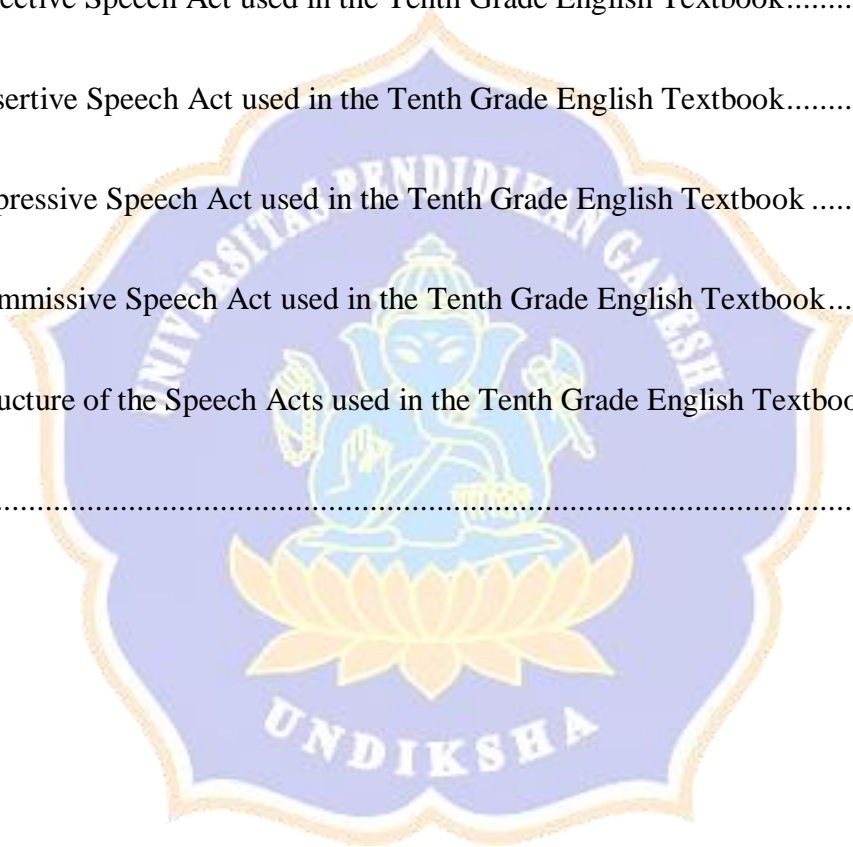 ective Speech Act used in the Tenth Grade English Textbook........
sertive Speech Act used in the Tenth Grade English Textbook........
pressive Speech Act used in the Tenth Grade English Textbook .....
mmissive Speech Act used in the Tenth Grade English Textbook...
ucture of the Speech Acts used in the Tenth Grade English Textboo
....................................................................................................
UNIVERSITAS PENDIDIKAN GANESHA
UNDIKSHA